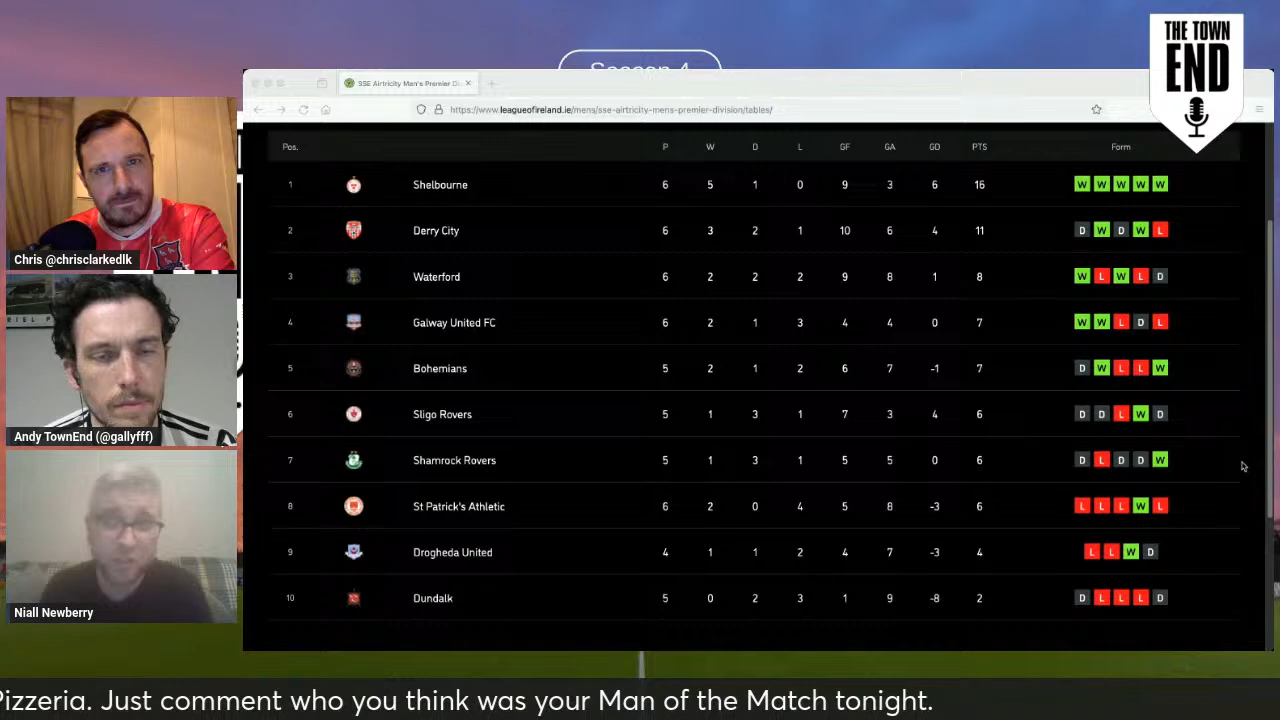 THE TOWN
END
SSE Airtricity Men's Premier Di
https://www.leagueofireland.ie/mens/sse-airtricity-mens-premier-division/tables/
Pos. P W D L GF GA GD PTS Form
1 Shelbourne 6 5 1 0 9 3 6 16 W W W W W
2 Derry City 6 3 2 1 10 6 4 11 D W D W L
3 Waterford 6 2 2 2 9 8 1 8 W L W L D
4 Galway United FC 6 2 1 3 4 4 0 7 W W L D L
5 Bohemians 5 2 1 2 6 7 -1 7 D W L L W
6 Sligo Rovers 5 1 3 1 7 3 4 6 D D L W D
7 Shamrock Rovers 5 1 3 1 5 5 0 6 D L D D W
8 St Patrick's Athletic 6 2 0 4 5 8 -3 6 L L L W L
9 Drogheda United 4 1 1 2 4 7 -3 4 L L W D
10 Dundalk 5 0 2 3 1 9 -8 2 D L L L D
Chris @chrisclarkedlk
Andy TownEnd (@gallyfff)
Niall Newberry
Pizzeria. Just comment who you think was your Man of the Match tonight.